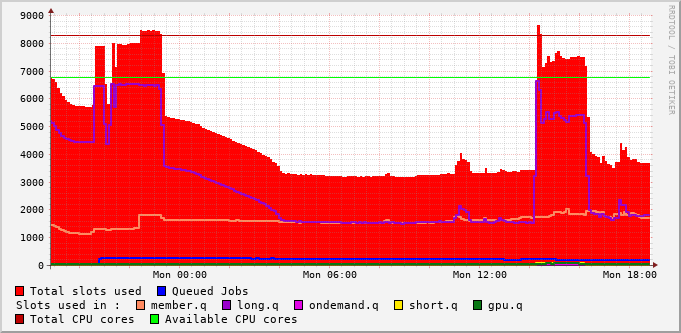 9000
8000
7000
6000
5000
4000
3000
2000
1000
0
Mon 00:00 Mon 06:00 Mon 12:00 Mon 18:00
RRDTOOL / TOBI OETIKER
Total slots used Queued Jobs
Slots used in : member.q long.q ondemand.q short.q gpu.q
Total CPU cores Available CPU cores